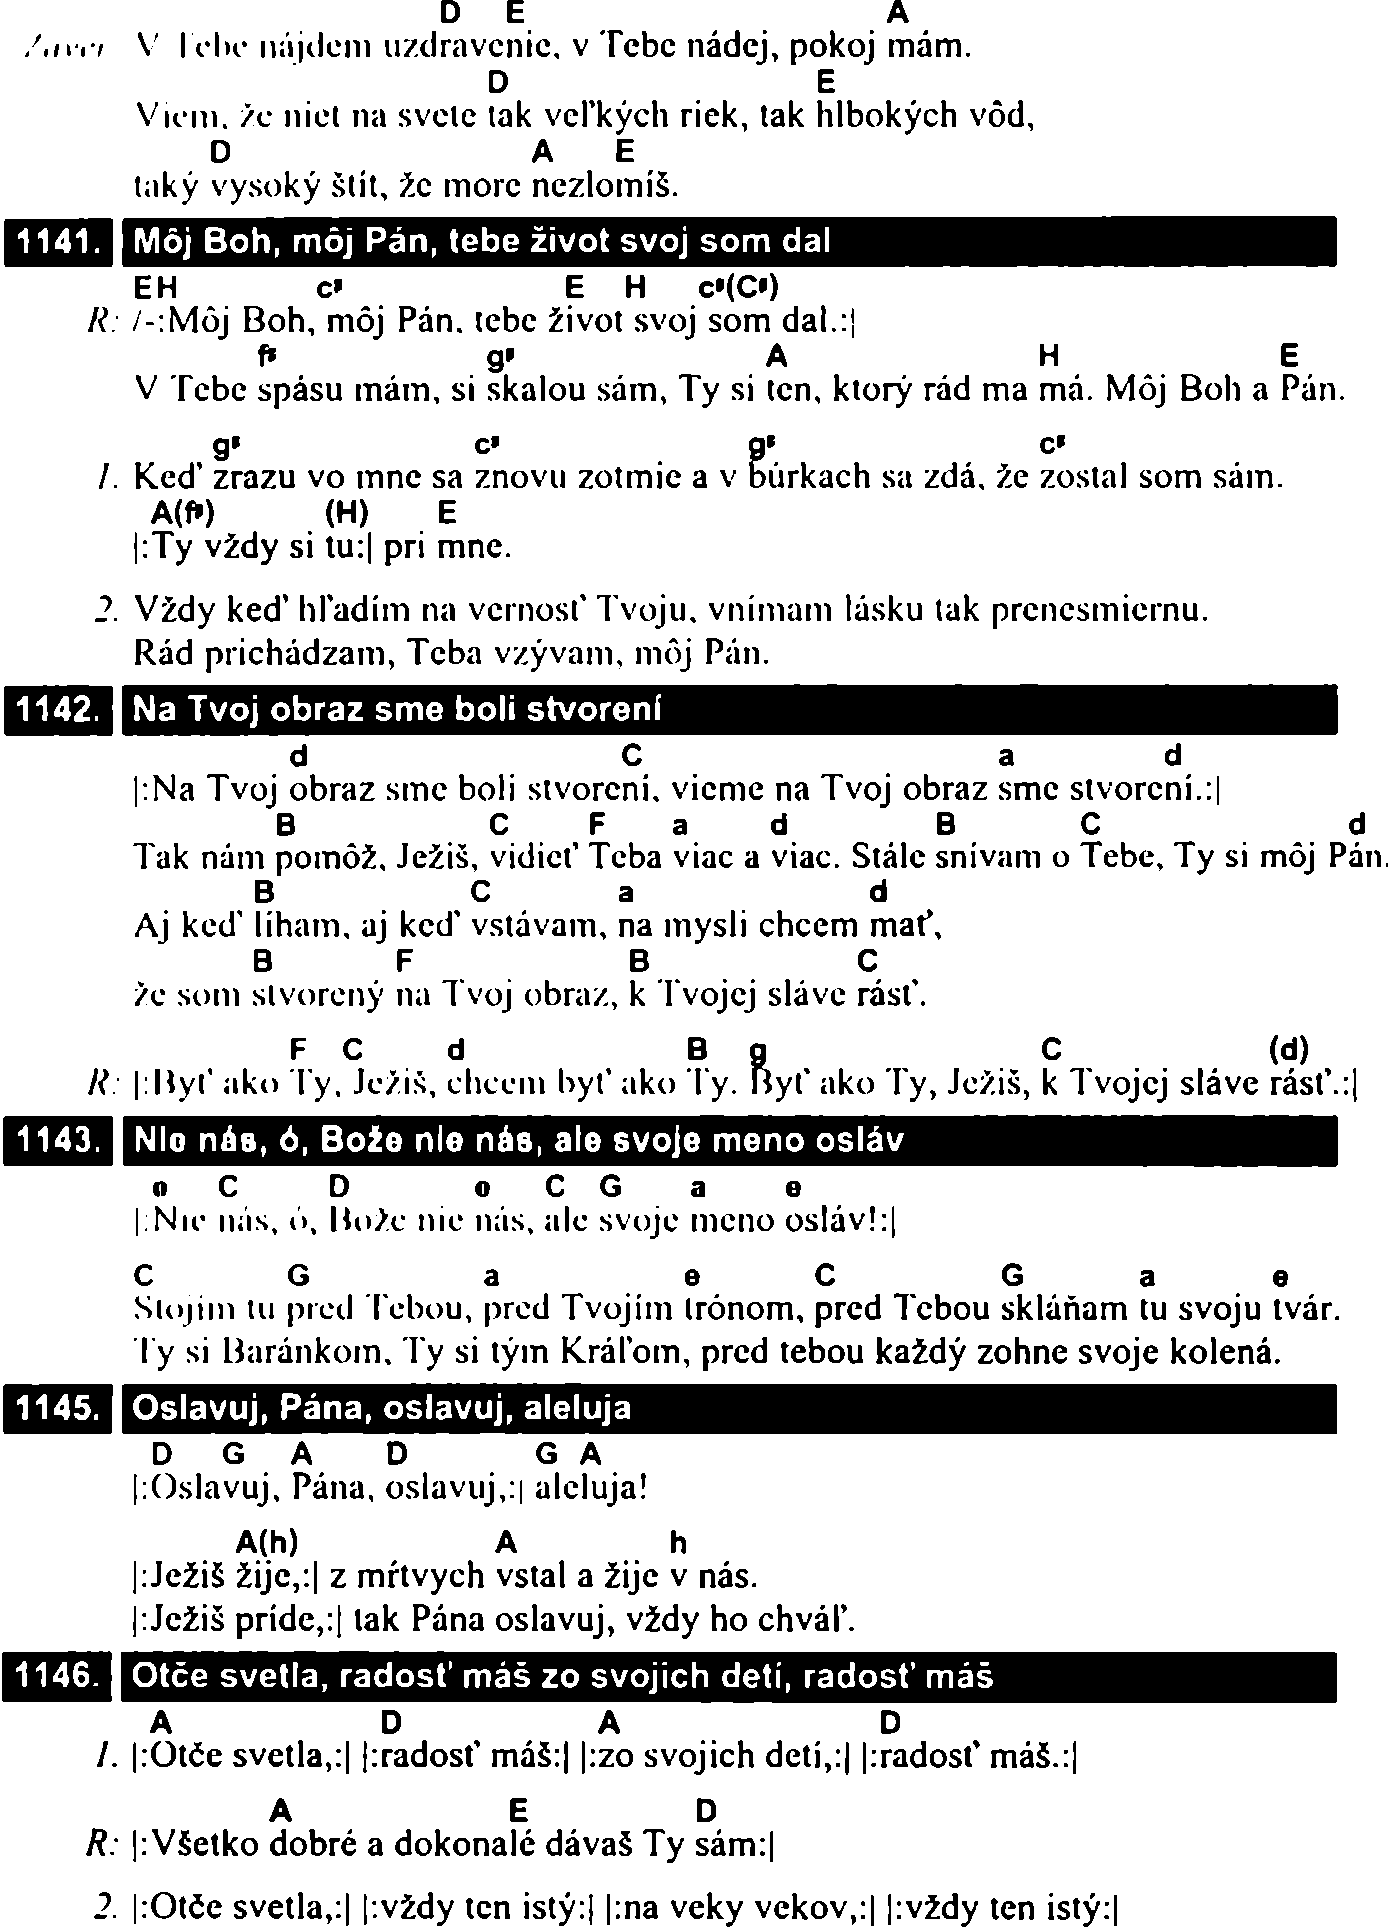 D E A
Záver V Tebe nájdem uzdravenie, v Tebe nádej, pokoj mám.
D E
Viem, že niet na svete tak veľkých riek, tak hlbokých vôd,
D A E
taký vysoký štít, že more nezlomíš.
1141. Môj Boh, môj Pán, tebe život svoj som dal
E H c# E H c#(C#)
R: /-:Môj Boh, môj Pán, tebe život svoj som dal.:|
f# g# A H E
V Tebe spásu mám, si skalou sám, Ty si ten, ktorý rád ma má. Môj Boh a Pán.
g# c# g# c#
1. Keď zrazu vo mne sa znovu zotmie a v búrkach sa zdá, že zostal som sám.
A(f#) (H) E
|:Ty vždy si tu:| pri mne.
2. Vždy keď hľadím na vernosť Tvoju, vnímam lásku tak prenesmiernu.
Rád prichádzam, Teba vzývam, môj Pán.
1142. Na Tvoj obraz sme boli stvorení
d C a d
|:Na Tvoj obraz sme boli stvorení, vieme na Tvoj obraz sme stvorení.:|
B C F a d B C d
Tak nám pomôž, Ježiš, vidieť Teba viac a viac. Stále snívam o Tebe, Ty si môj Pán.
B C a d
Aj keď líham, aj keď vstávam, na mysli chcem mať,
B F B C
že som stvorený na Tvoj obraz, k Tvojej sláve rásť.
F C d B g C (d)
R: |:Byť ako Ty, Ježiš, chcem byť ako Ty. Byť ako Ty, Ježiš, k Tvojej sláve rásť.:|
1143. Nie nás, ó, Bože nie nás, ale svoje meno osláv
e C D e C G a e
|:Nie nás, ó, Bože nie nás, ale svoje meno osláv!:|
C G a e C G a e
Stojím tu pred Tebou, pred Tvojím trónom, pred Tebou skláňam tu svoju tvár.
Ty si Baránkom, Ty si tým Kráľom, pred tebou každý zohne svoje kolená.
1145. Oslavuj, Pána, oslavuj, aleluja
D G A D G A
|:Oslavuj, Pána, oslavuj,:| aleluja!
A(h) A h
|:Ježiš žije,:| z mŕtvych vstal a žije v nás.
|:Ježiš príde,:| tak Pána oslavuj, vždy ho chváľ.
1146. Otče svetla, radosť máš zo svojich detí, radosť máš
A D A D
1. |:Otče svetla,:| |:radosť máš:| |:zo svojich detí,:| |:radosť máš.:|
A E D
R: |:Všetko dobré a dokonalé dávaš Ty sám:|
2. |:Otče svetla,:| |:vždy ten istý:| |:na veky vekov,:| |:vždy ten istý:|